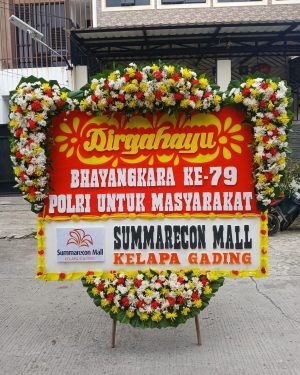 Dirgahayu
BHAYANGKARA KE-79
POLRI UNTUK MASYARAKAT
Summarecon Mall
SUMMARECON MALL
KELAPA GADING